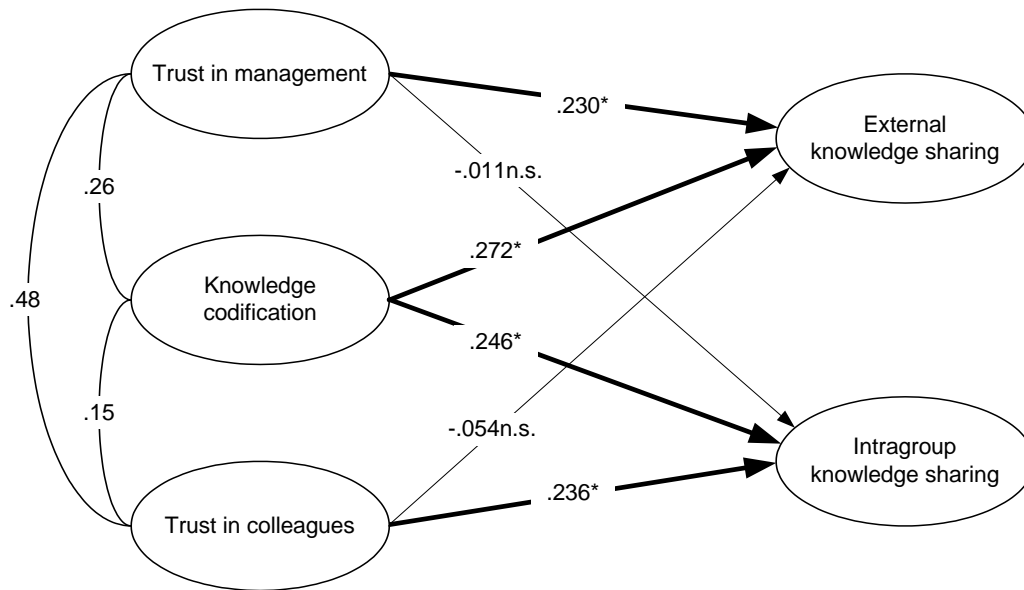 Trust in management
.230*
External
knowledge sharing
-.011n.s.
.26
.272*
Knowledge
codification
.48
.246*
.15
-.054n.s.
Intragroup
knowledge sharing
.236*
Trust in colleagues